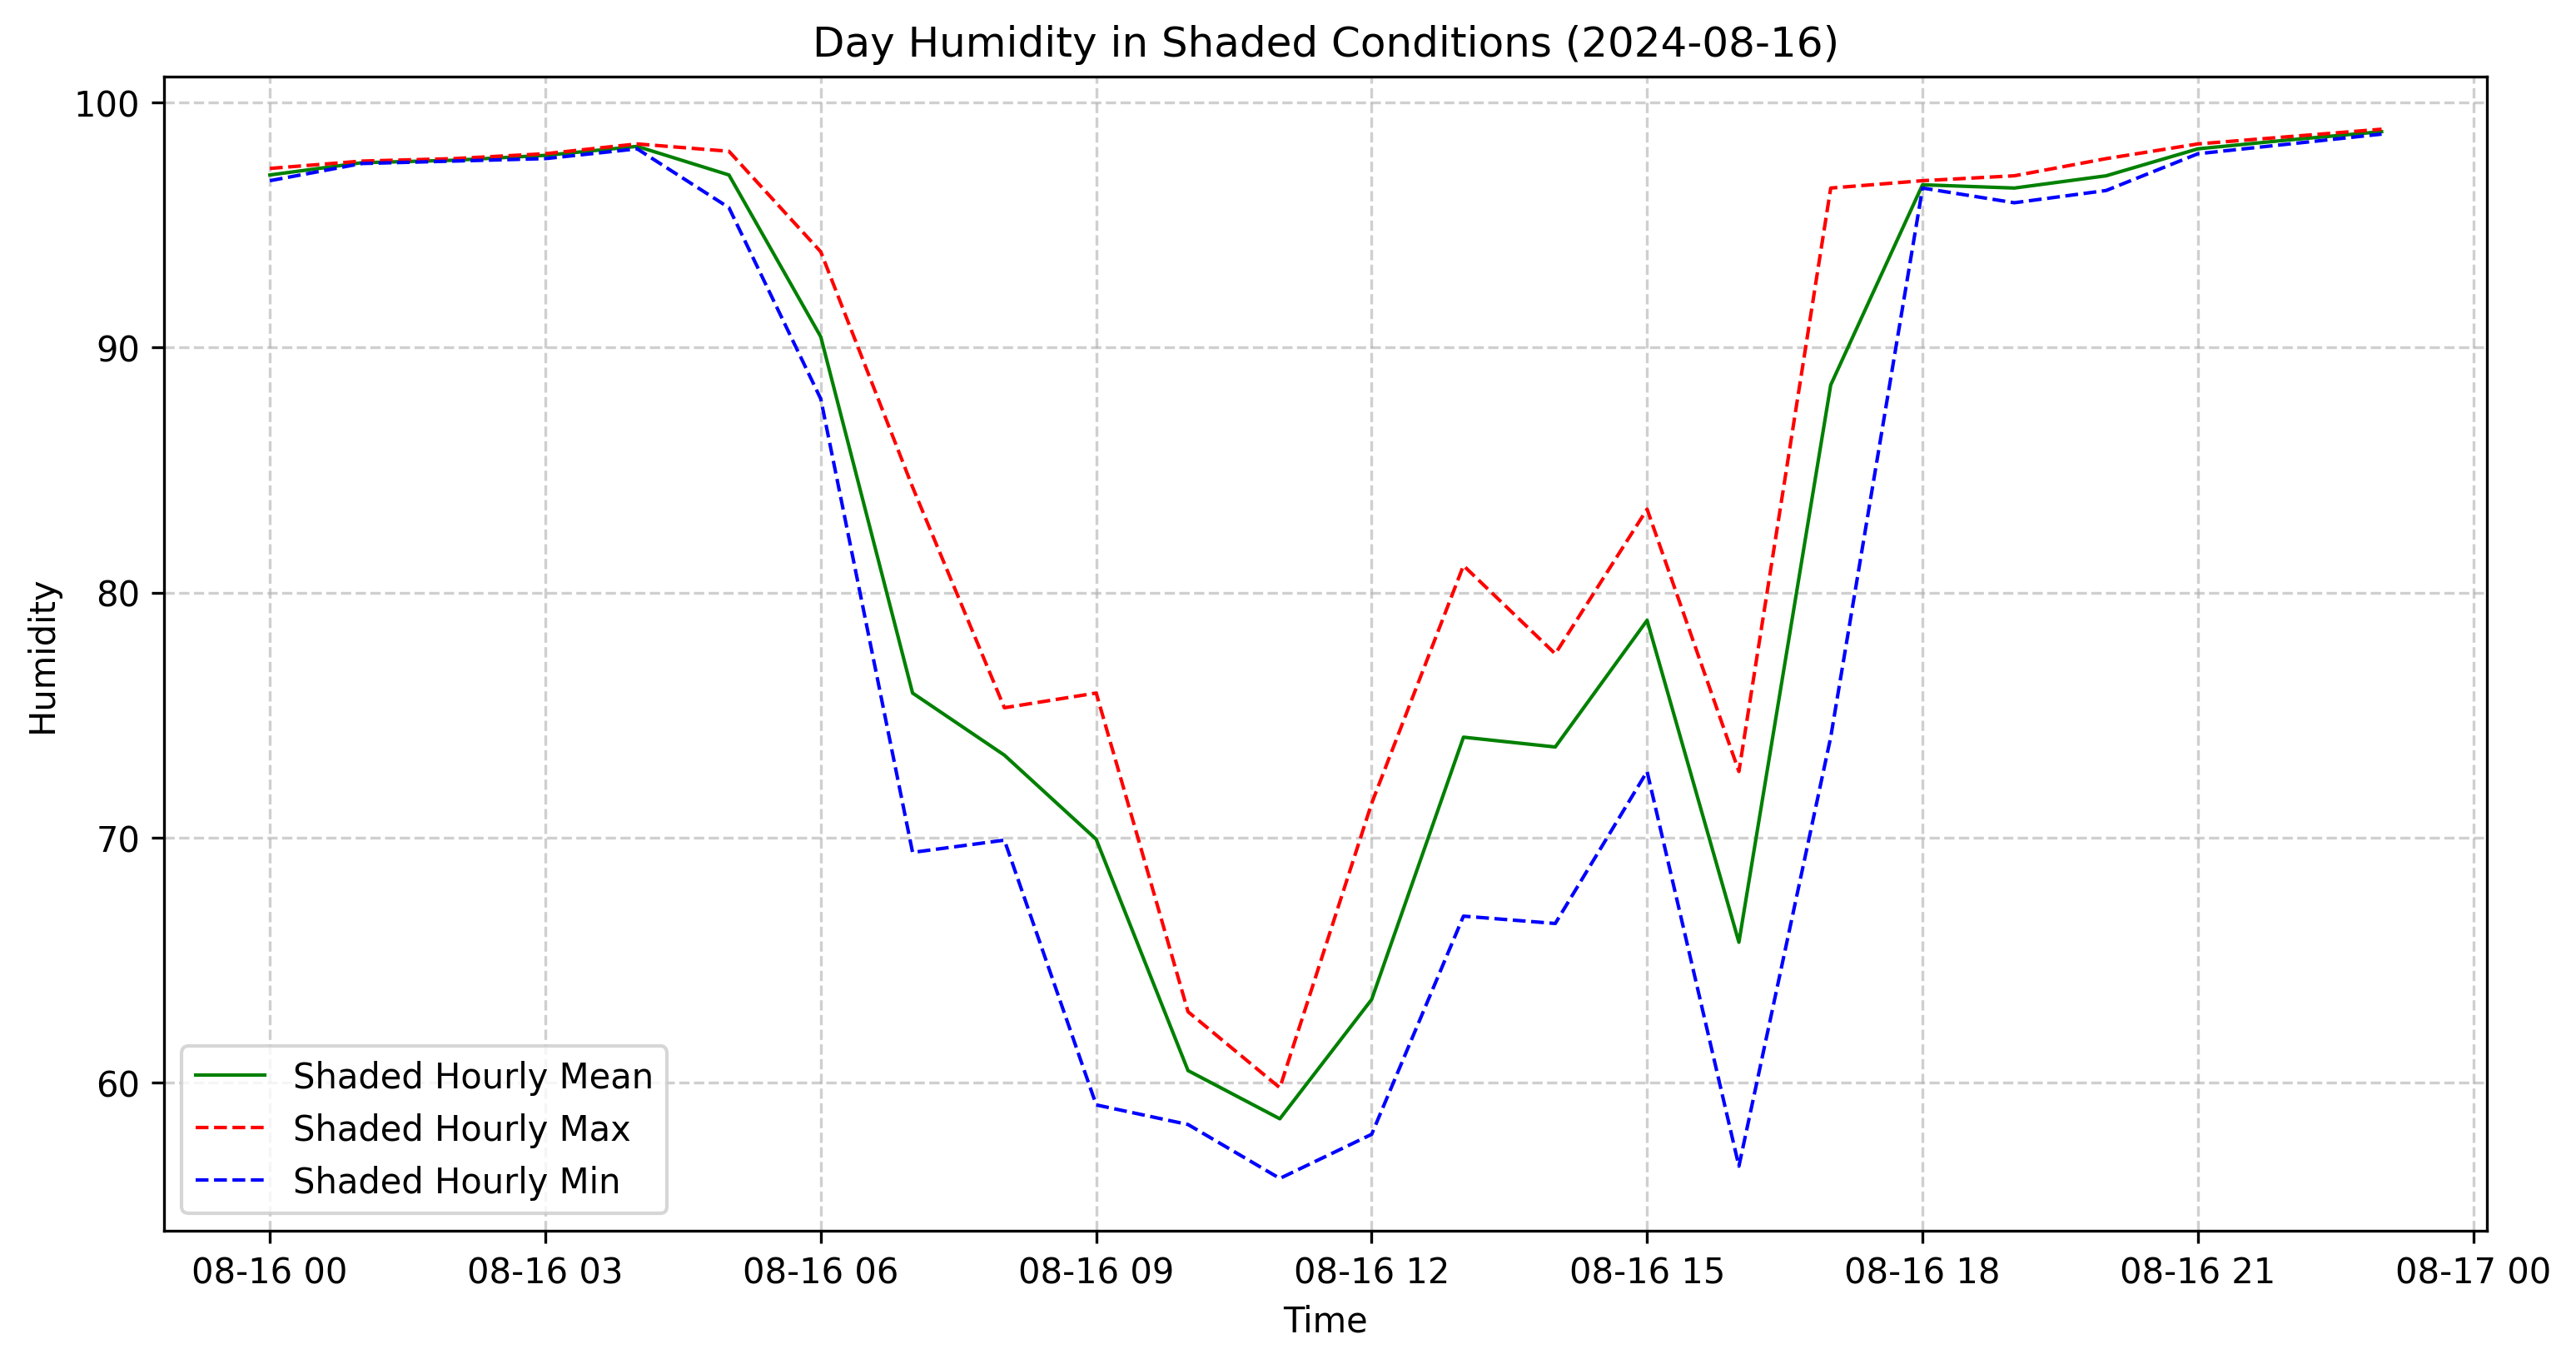 Day Humidity in Shaded Conditions (2024-08-16)
100
90
80
70
60
Humidity
Shaded Hourly Mean
Shaded Hourly Max
Shaded Hourly Min
08-16 00 08-16 03 08-16 06 08-16 09 08-16 12 08-16 15 08-16 18 08-16 21 08-17 00
Time